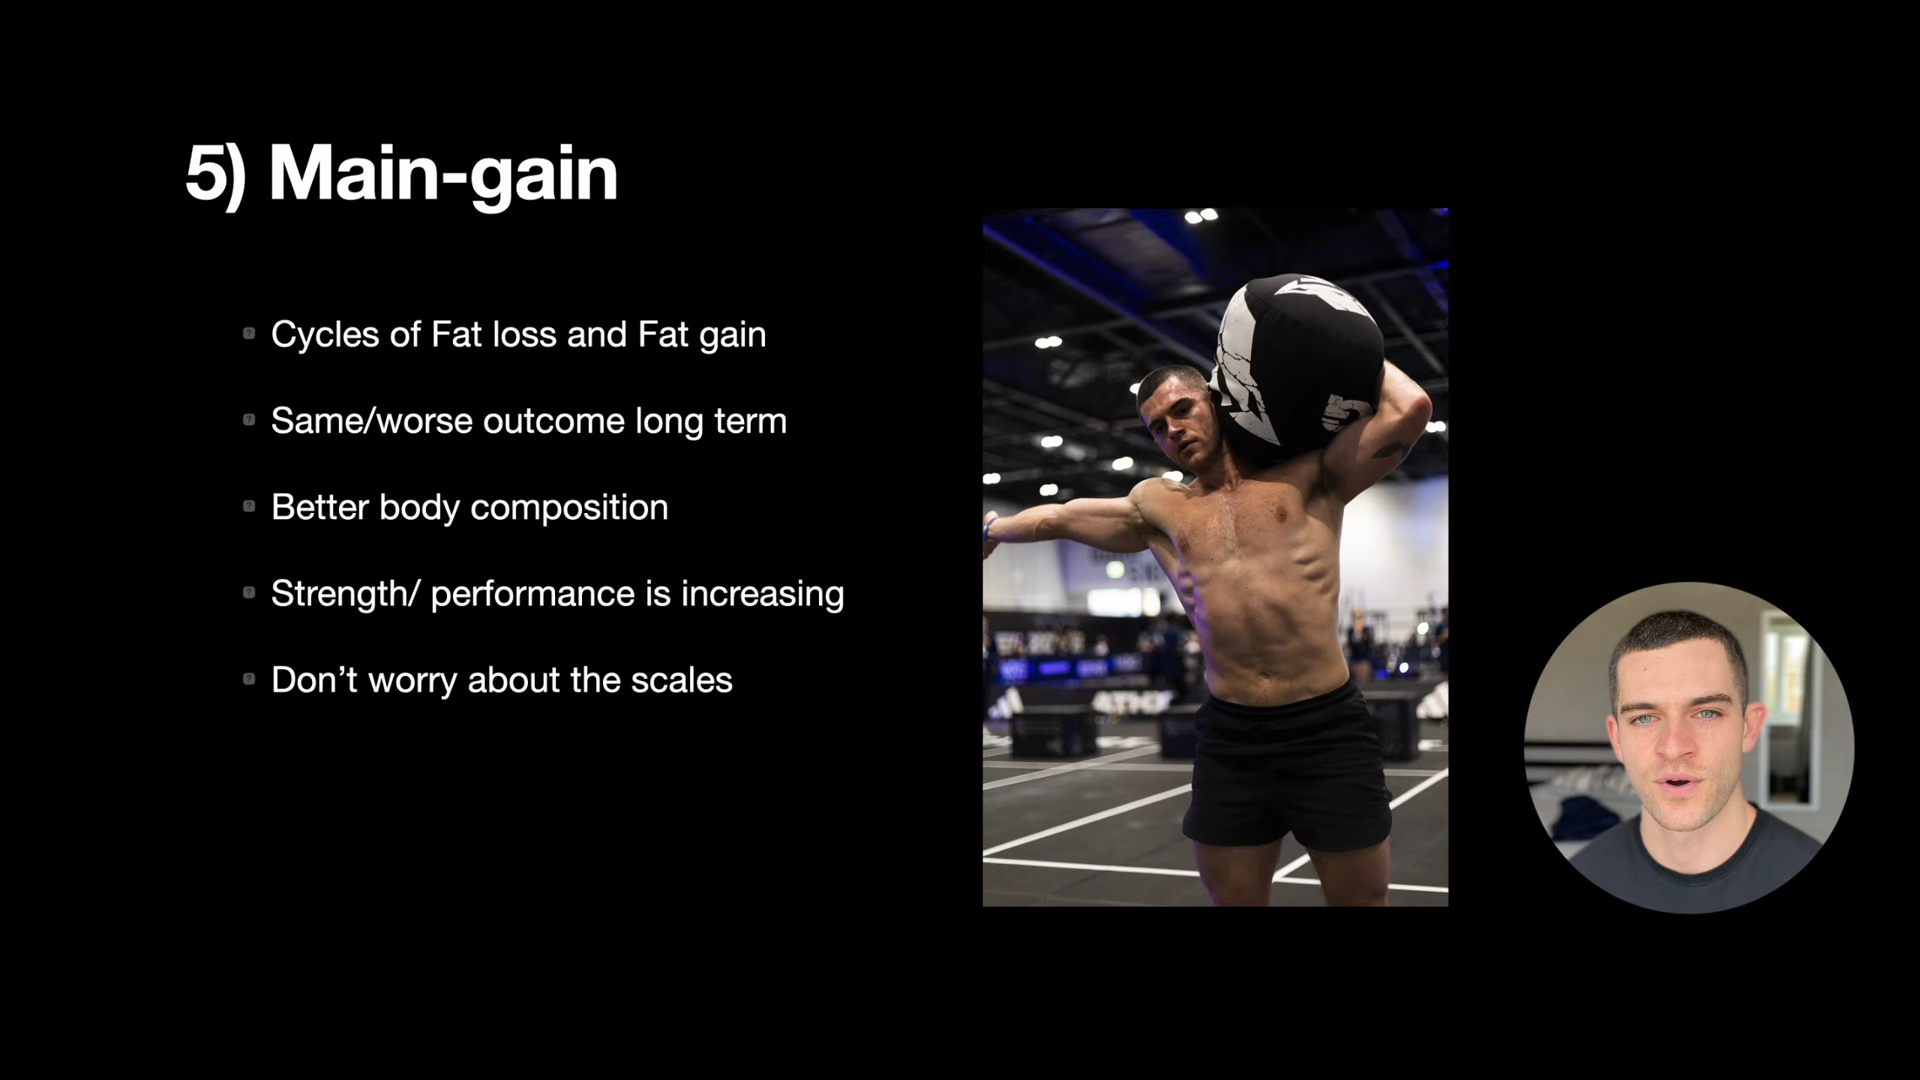 5) Main-gain
Cycles of Fat loss and Fat gain
Same/worse outcome long term
Better body composition
Strength/ performance is increasing
Don’t worry about the scales